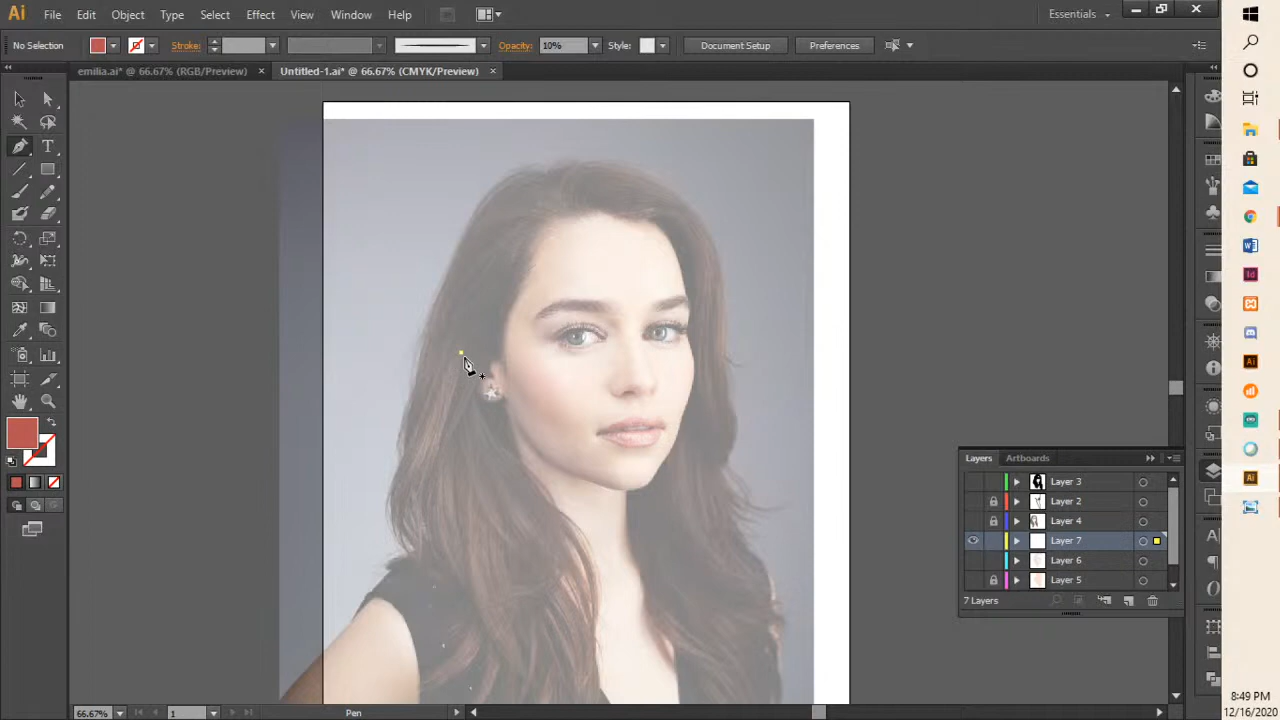 Ai File Edit Object Type Select Effect View Window Help Essentials
No Selection Stroke: Opacity: 10% Style: Document Setup Preferences
emilia.ai* @ 66.67% (RGB/Preview) × Untitled-1.ai* @ 66.67% (CMYK/Preview) ×
Layers Artboards
Layer 3
Layer 2
Layer 4
Layer 7
Layer 6
Layer 5
7 Layers
66.67% 1 Pen
8:49 PM
12/16/2020